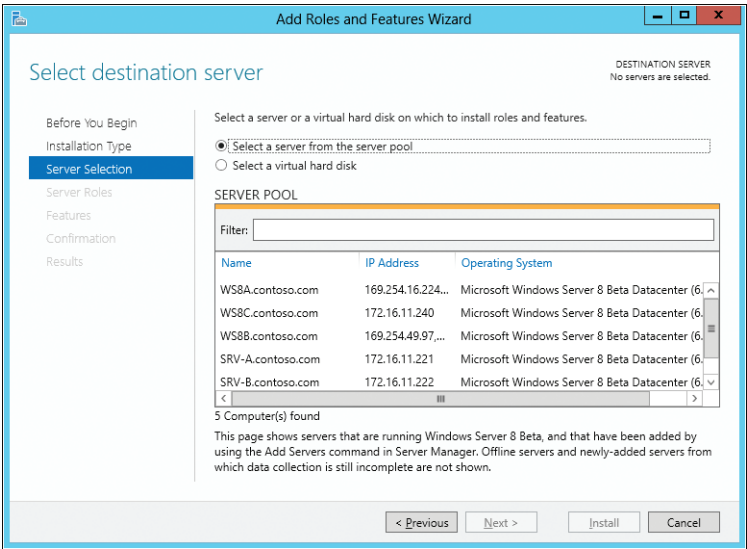 Add Roles and Features Wizard
Select destination server
DESTINATION SERVER
No servers are selected.
Before You Begin
Installation Type
Server Selection
Server Roles
Features
Confirmation
Results
Select a server or a virtual hard disk on which to install roles and features.
Select a server from the server pool
Select a virtual hard disk
SERVER POOL
Filter:
Name IP Address Operating System
WS8A.contoso.com 169.254.16.224... Microsoft Windows Server 8 Beta Datacenter (6.
WS8C.contoso.com 172.16.11.240 Microsoft Windows Server 8 Beta Datacenter (6.
WS8B.contoso.com 169.254.49.97,... Microsoft Windows Server 8 Beta Datacenter (6.
SRV-A.contoso.com 172.16.11.221 Microsoft Windows Server 8 Beta Datacenter (6.
SRV-B.contoso.com 172.16.11.222 Microsoft Windows Server 8 Beta Datacenter (6.
5 Computer(s) found
This page shows servers that are running Windows Server 8 Beta, and that have been added by
using the Add Servers command in Server Manager. Offline servers and newly-added servers from
which data collection is still incomplete are not shown.
< Previous Next > Install Cancel